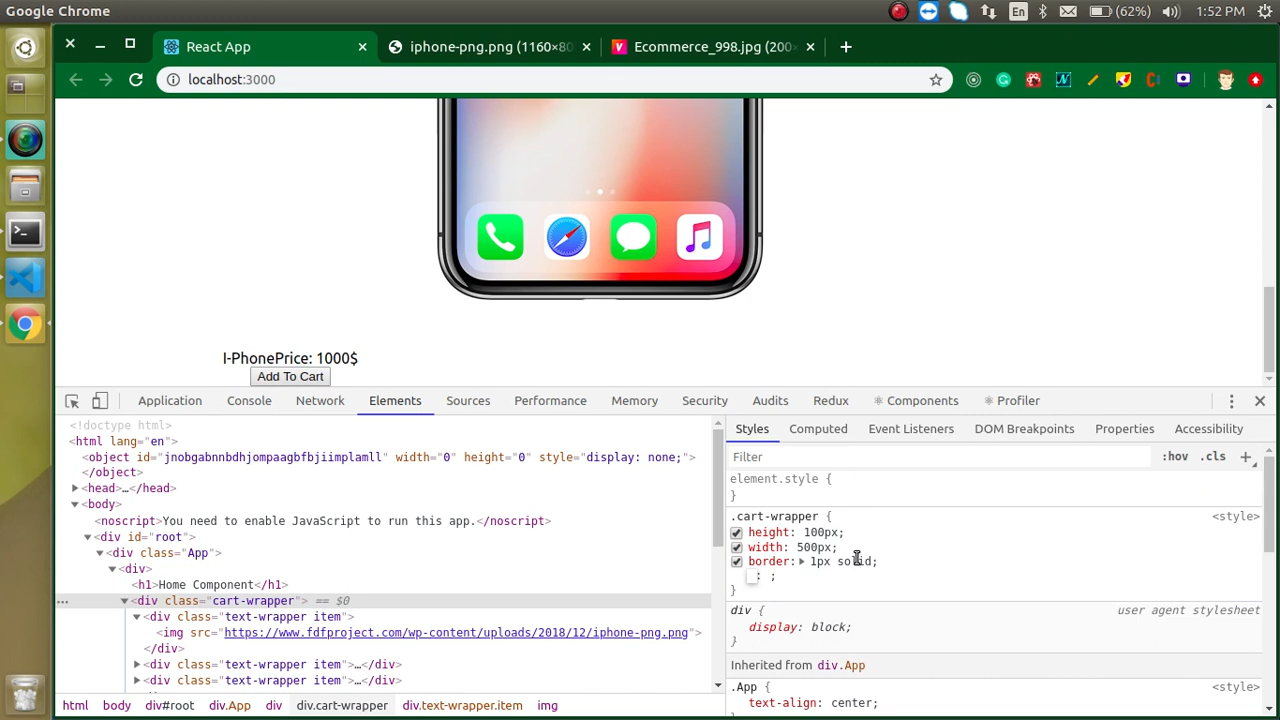 Google Chrome
En
(62%)
1:52 PM
React App
iphone-png.png (1160×80
Ecommerce_998.jpg (200×
localhost:3000
I-PhonePrice: 1000$
Add To Cart
Application
Console
Network
Elements
Sources
Performance
Memory
Security
Audits
Redux
Components
Profiler
<!doctype html>
<html lang="en">
<object id="jnobgabnnbdhjompaagbfbjiimplamll" width="0" height="0" style="display: none;">
</object>
<head>…</head>
<body>
<noscript>You need to enable JavaScript to run this app.</noscript>
<div id="root">
<div class="App">
<div>
<h1>Home Component</h1>
<div class="cart-wrapper"> == $0
<div class="text-wrapper item">
<img src="https://www.fdfproject.com/wp-content/uploads/2018/12/iphone-png.png">
</div>
<div class="text-wrapper item">…</div>
<div class="text-wrapper item">…</div>
html body div#root div.App div div.cart-wrapper div.text-wrapper.item img
Styles
Computed
Event Listeners
DOM Breakpoints
Properties
Accessibility
Filter
:hov .cls +
element.style {
}
.cart-wrapper { <style>
height: 100px;
width: 500px;
border: 1px solid;
: ;
}
div { user agent stylesheet
display: block;
}
Inherited from div.App
.App { <style>
text-align: center;